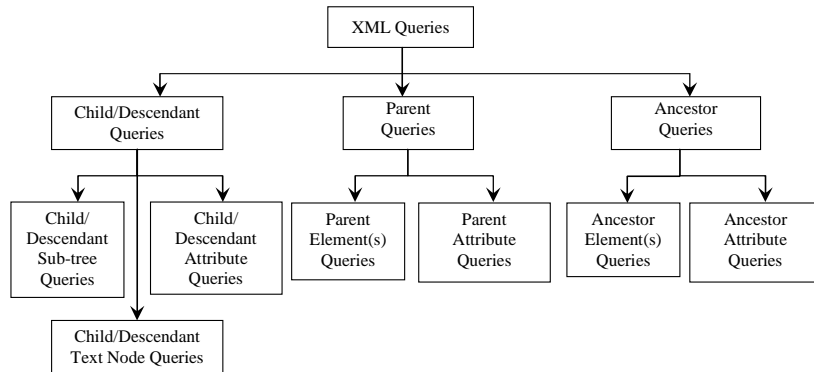 XML Queries
Child/Descendant
Queries
Parent
Queries
Ancestor
Queries
Child/
Descendant
Sub-tree
Queries
Child/
Descendant
Attribute
Queries
Parent
Element(s)
Queries
Parent
Attribute
Queries
Ancestor
Element(s)
Queries
Ancestor
Attribute
Queries
Child/Descendant
Text Node Queries